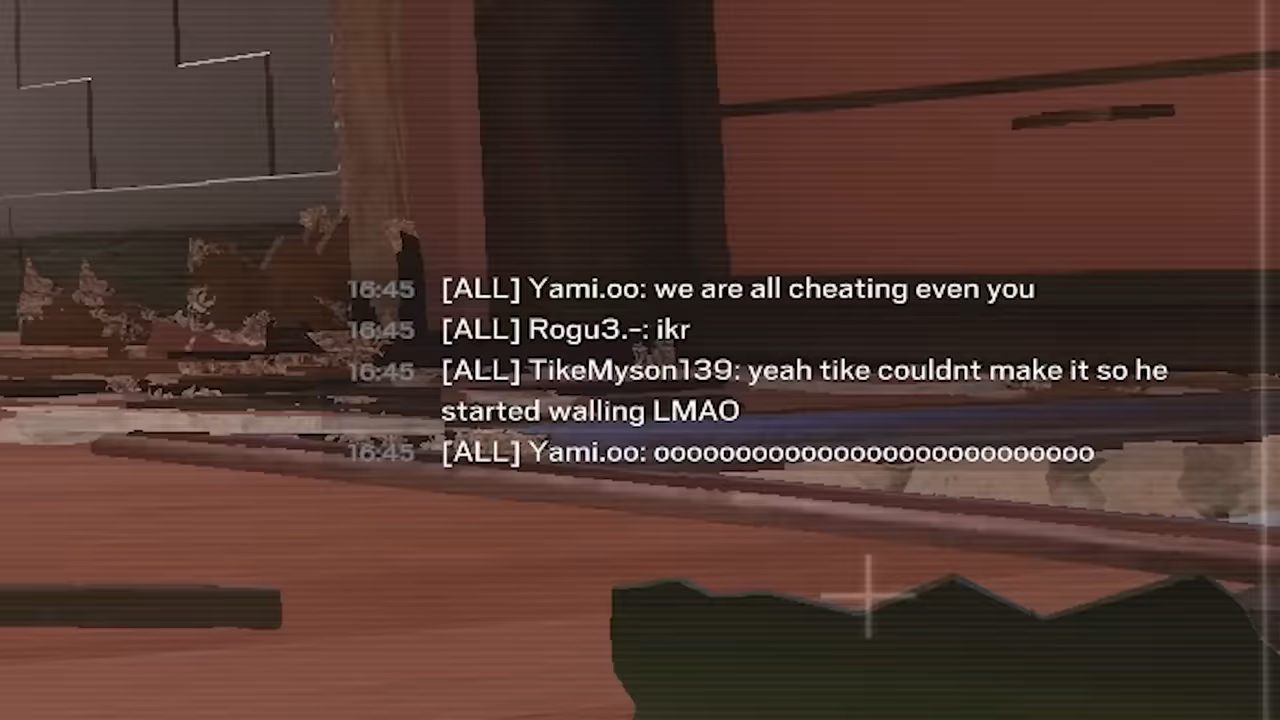 16:45 [ALL] Yami.oo: we are all cheating even you
16:45 [ALL] Rogu3.-: ikr
16:45 [ALL] TikeMyson139: yeah tike couldnt make it so he
started walling LMAO
16:45 [ALL] Yami.oo: oooooooooooooooooooooooooo